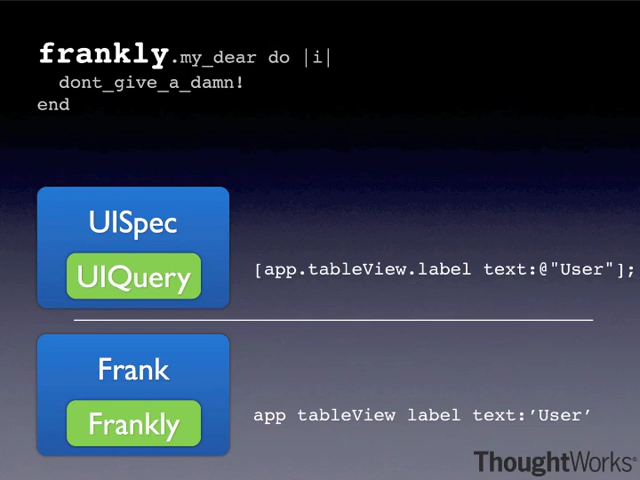 frankly.my_dear do |i|
dont_give_a_damn!
end
UISpec
UIQuery
[app.tableView.label text:@"User"];
Frank
Frankly
app tableView label text:’User’
ThoughtWorks®